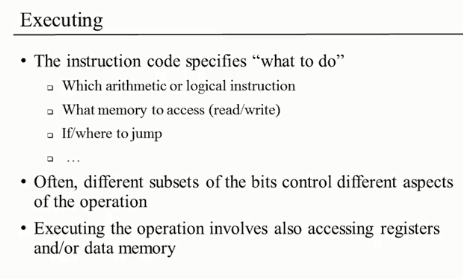 Executing
• The instruction code specifies “what to do”
❑ Which arithmetic or logical instruction
❑ What memory to access (read/write)
❑ If/where to jump
❑ …
• Often, different subsets of the bits control different aspects
of the operation
• Executing the operation involves also accessing registers
and/or data memory